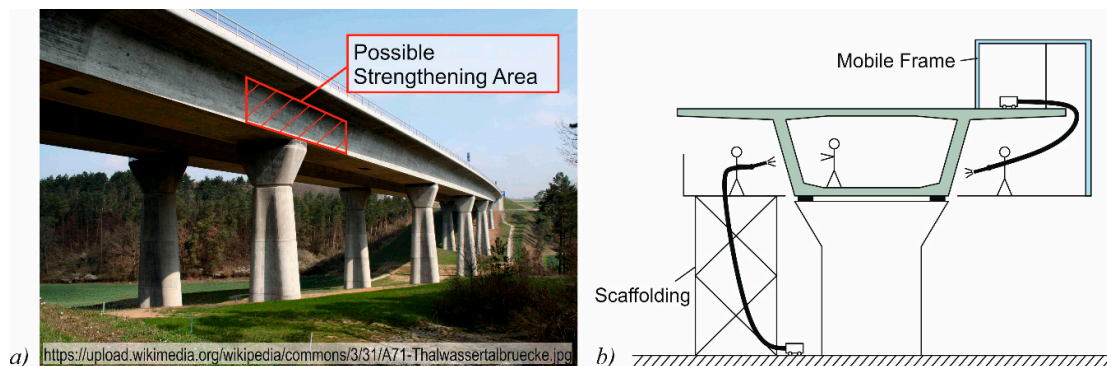 Possible
Strengthening Area
Mobile Frame
Scaffolding
a)
https://upload.wikimedia.org/wikipedia/commons/3/31/A71-Thalwassertalbruecke.jpg
b)